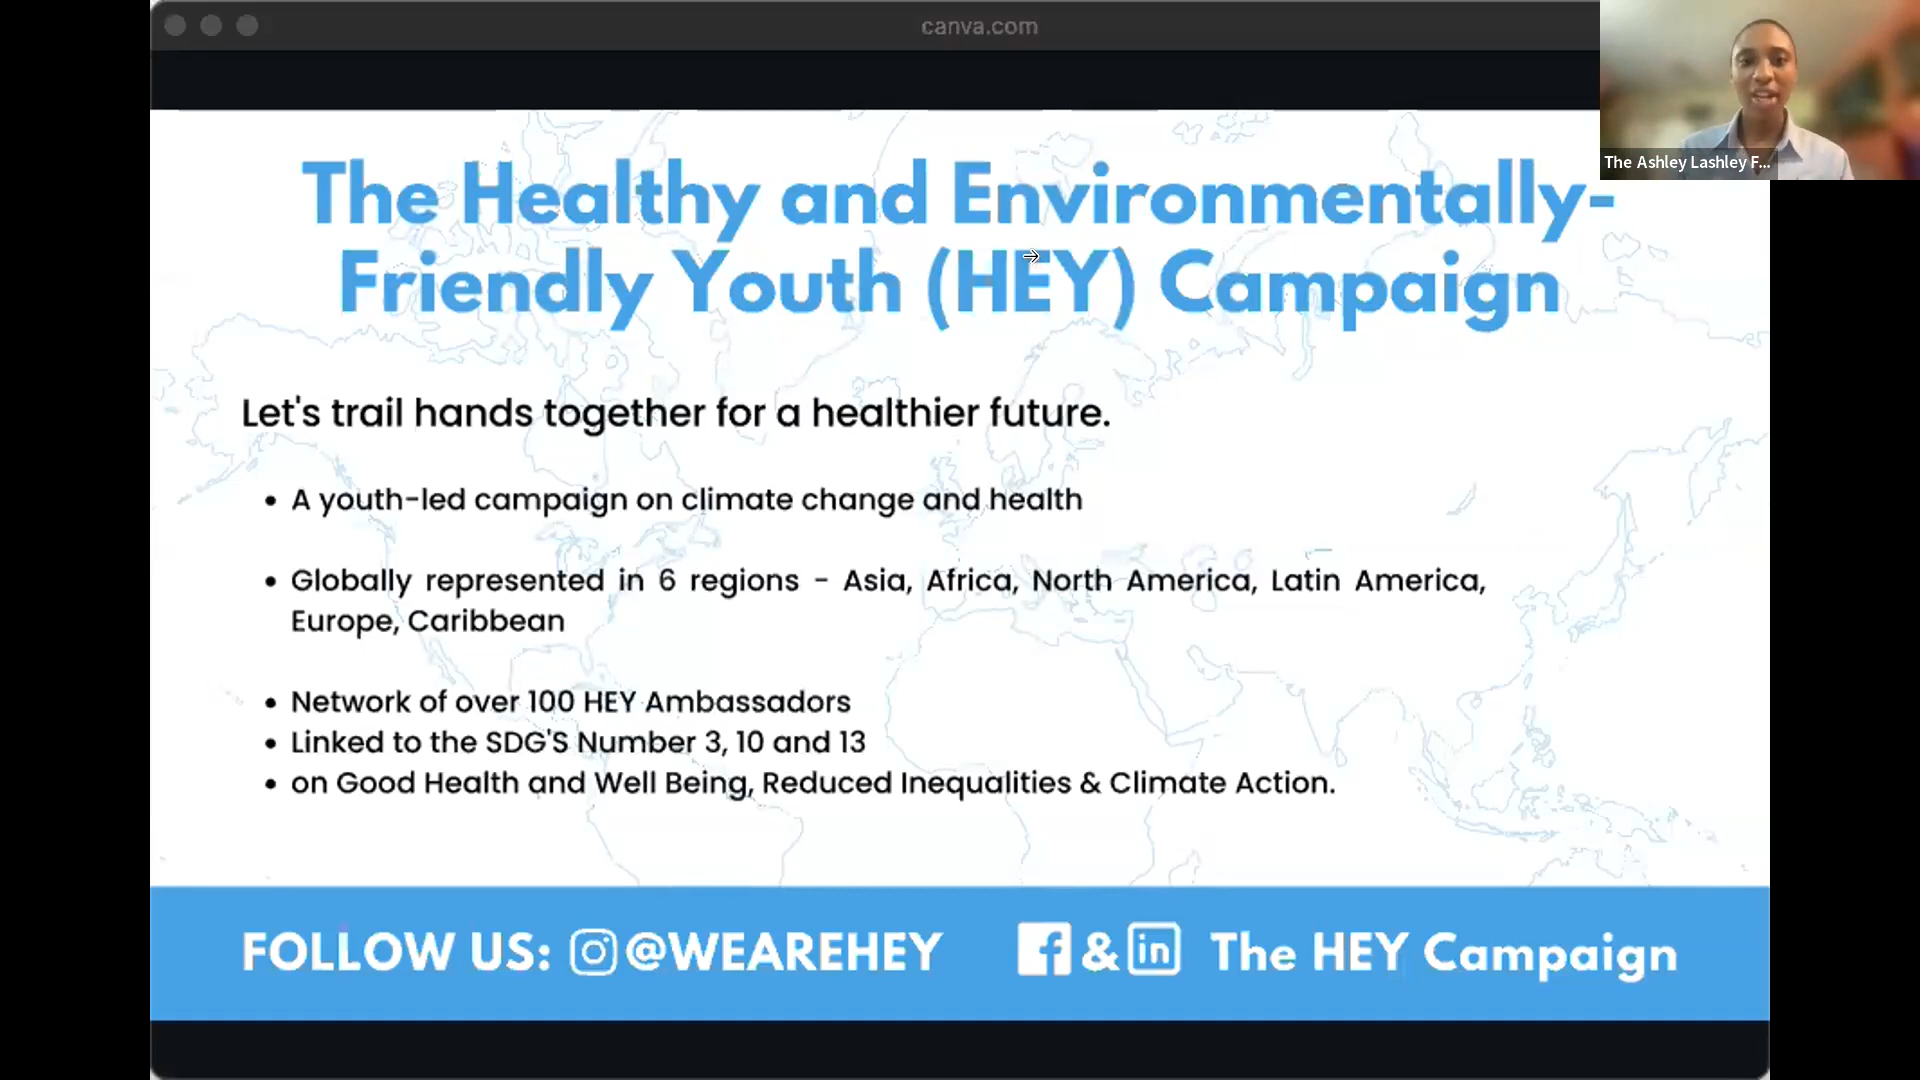 canva.com
The Ashley Lashley F...
The Healthy and Environmentally-
Friendly Youth (HEY) Campaign
Let's trail hands together for a healthier future.
• A youth-led campaign on climate change and health
• Globally represented in 6 regions - Asia, Africa, North America, Latin America,
Europe, Caribbean
• Network of over 100 HEY Ambassadors
• Linked to the SDG'S Number 3, 10 and 13
• on Good Health and Well Being, Reduced Inequalities & Climate Action.
FOLLOW US: @WEAREHEY & in The HEY Campaign